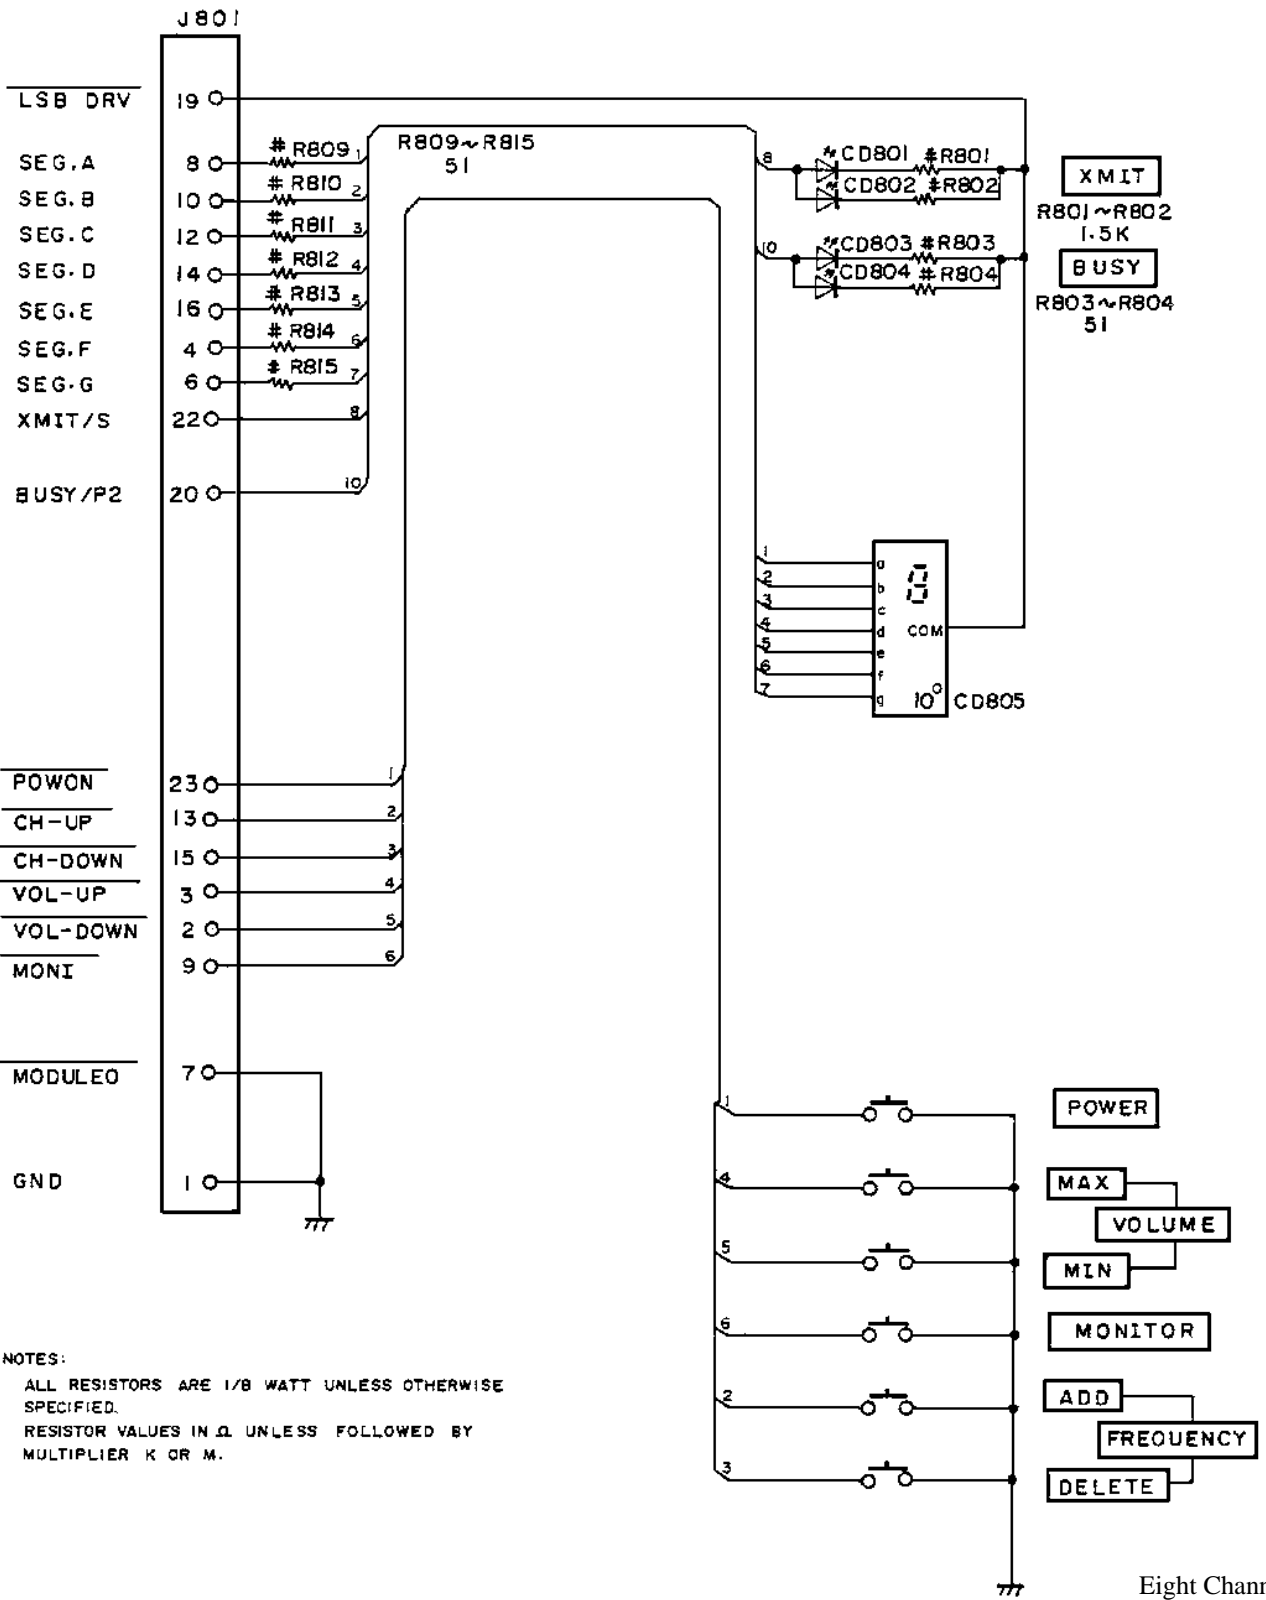 J801
LSB DRV 19
SEG.A 8 # R809 1
SEG.B 10 # R810 2
SEG.C 12 # R811 3
SEG.D 14 # R812 4
SEG.E 16 # R813 5
SEG.F 4 # R814 6
SEG.G 6 # R815 7
XMIT/S 22 8
BUSY/P2 20 10
R809~R815
51
8 CD801 #R801
CD802 #R802
XMIT
R801~R802
1.5K
10 CD803 #R803
CD804 #R804
BUSY
R803~R804
51
1 a
2 b
3 c
4 d COM
5 e
6 f
7 g
8
10⁰ CD805
POWON 23 1
CH-UP 13 2
CH-DOWN 15 3
VOL-UP 3 4
VOL-DOWN 2 5
MONI 9 6
MODULE0 7
GND 1
1 POWER
4 MAX
VOLUME
5 MIN
6 MONITOR
2 ADD
FREQUENCY
3 DELETE
NOTES:
ALL RESISTORS ARE 1/8 WATT UNLESS OTHERWISE
SPECIFIED.
RESISTOR VALUES IN Ω UNLESS FOLLOWED BY
MULTIPLIER K OR M.
Eight Chann